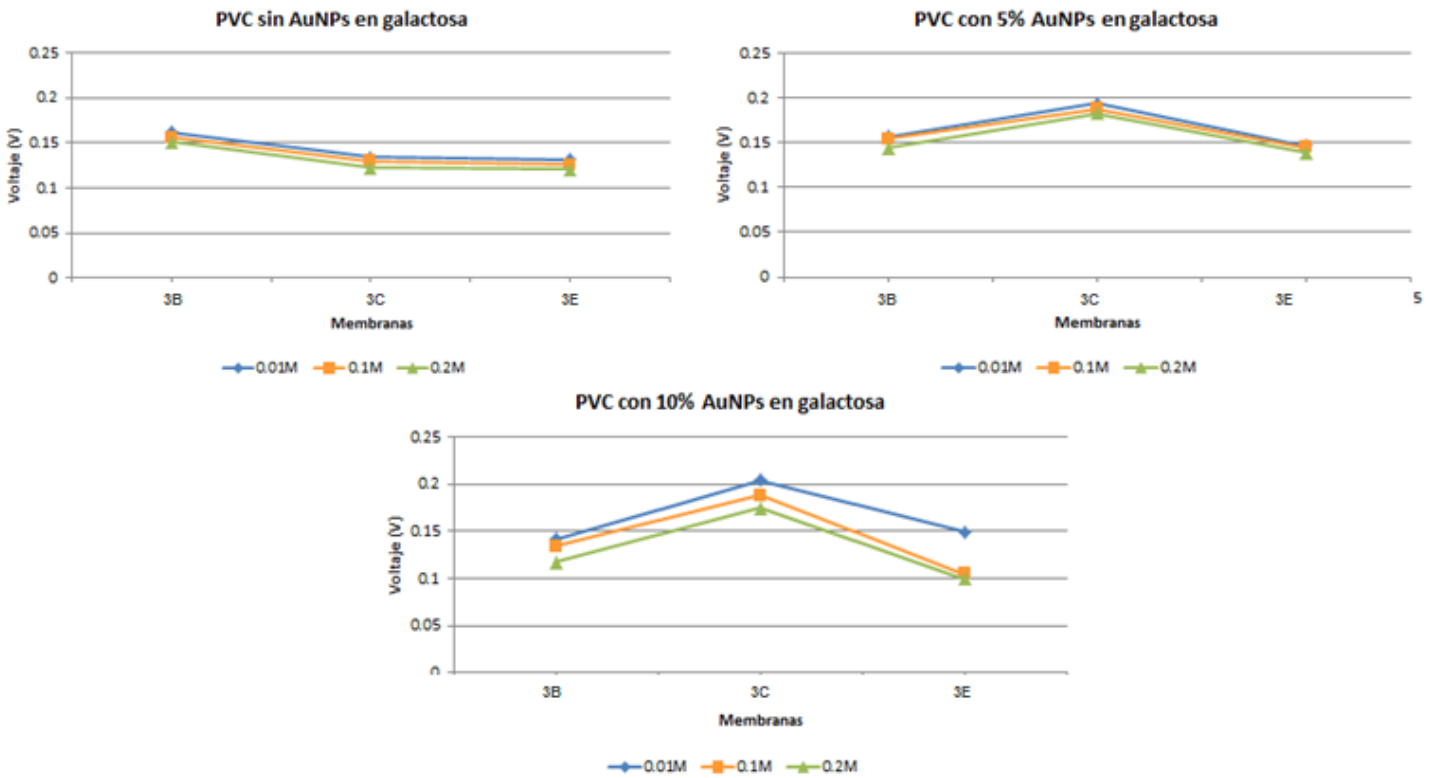 PVC sin AuNPs en galactosa
0.25
0.2
0.15
0.1
0.05
0
Voltaje (V)
3B 3C 3E
Membranas
0.01M 0.1M 0.2M
PVC con 5% AuNPs en galactosa
0.25
0.2
0.15
0.1
0.05
0
Voltaje (V)
3B 3C 3E 5
Membranas
0.01M 0.1M 0.2M
PVC con 10% AuNPs en galactosa
0.25
0.2
0.15
0.1
0.05
0
Voltaje (V)
3B 3C 3E
Membranas
0.01M 0.1M 0.2M